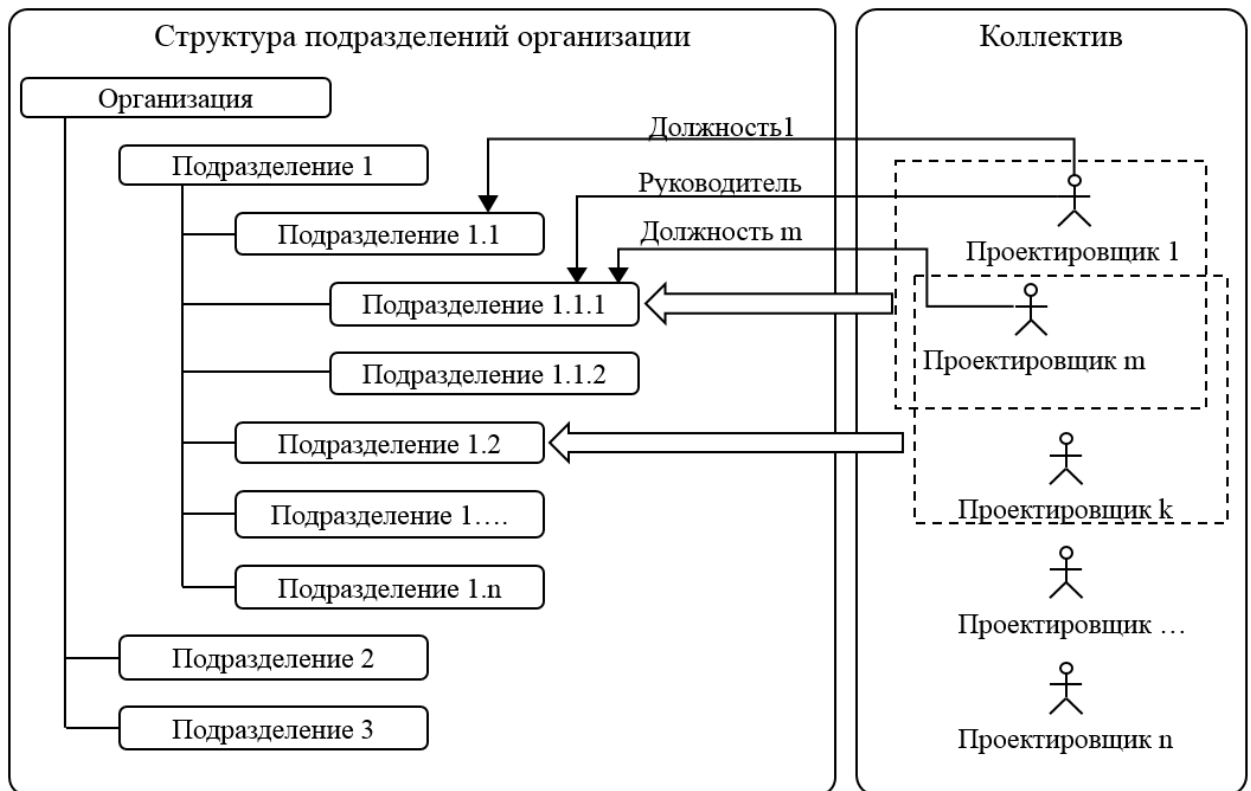 Структура подразделений организации
Коллектив
Организация
Должность1
Подразделение 1
Руководитель
Подразделение 1.1
Должность m
Проектировщик 1
Подразделение 1.1.1
Проектировщик m
Подразделение 1.1.2
Подразделение 1.2
Проектировщик k
Подразделение 1….
Подразделение 1.n
Проектировщик …
Подразделение 2
Подразделение 3
Проектировщик n